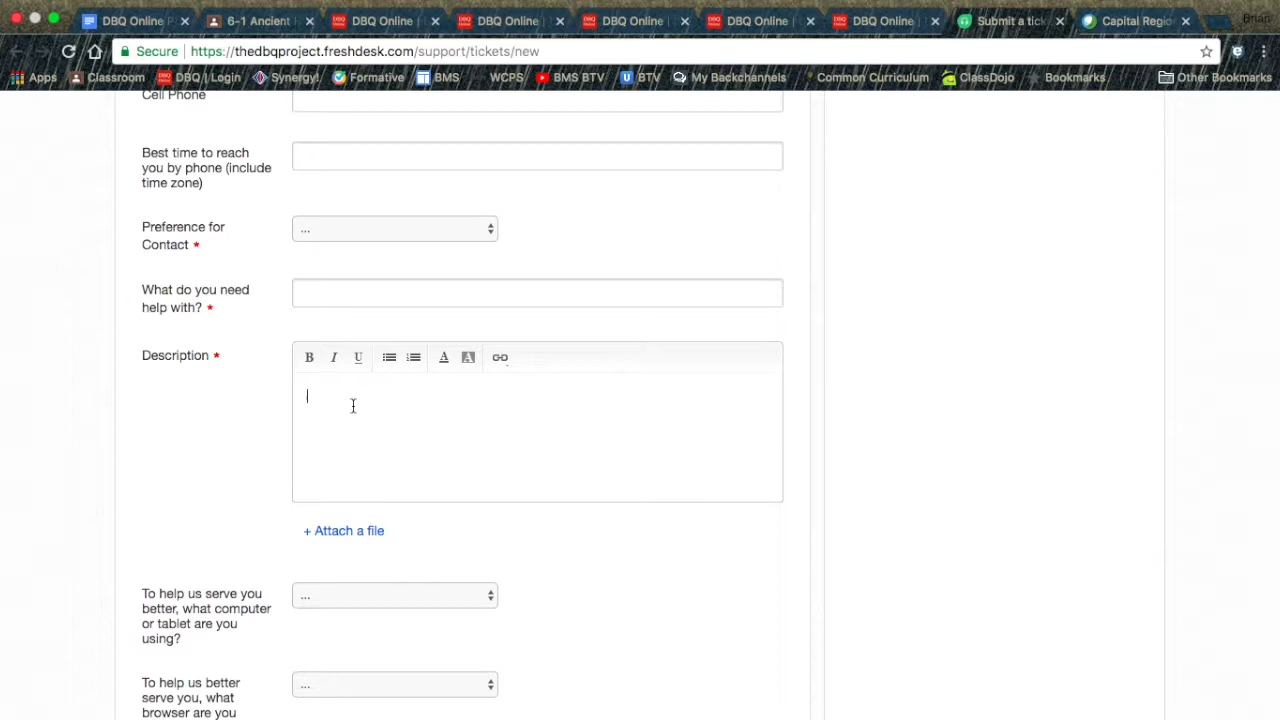 DBQ Online P
6-1 Ancient H
DBQ Online (
DBQ Online
DBQ Online (
DBQ Online (
DBQ Online (
Submit a tick
Capital Regio
Brian
Secure | https://thedbqproject.freshdesk.com/support/tickets/new
Apps Classroom DBQ | Login Synergy! Formative BMS WCPS BMS BTV BTV My Backchannels Common Curriculum ClassDojo Bookmarks Other Bookmarks
Cell Phone
Best time to reach
you by phone (include
time zone)
Preference for
Contact *
...
What do you need
help with? *
Description *
B I U A A
+ Attach a file
To help us serve you
better, what computer
or tablet are you
using?
...
To help us better
serve you, what
browser are you
...